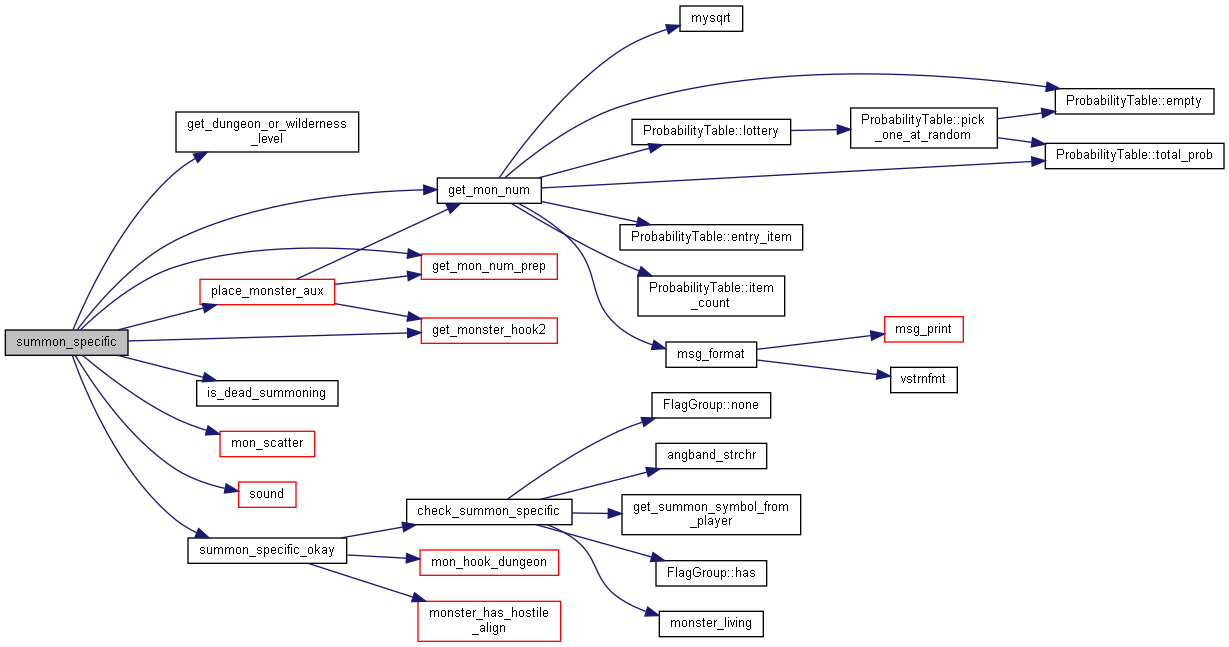 mysqrt
ProbabilityTable::empty
get_dungeon_or_wilderness
_level
ProbabilityTable::lottery
ProbabilityTable::pick
_one_at_random
ProbabilityTable::total_prob
get_mon_num
ProbabilityTable::entry_item
get_mon_num_prep
place_monster_aux
ProbabilityTable::item
_count
get_monster_hook2
msg_print
summon_specific
msg_format
vstrnfmt
is_dead_summoning
FlagGroup::none
mon_scatter
angband_strchr
sound
check_summon_specific
get_summon_symbol_from
_player
summon_specific_okay
mon_hook_dungeon
FlagGroup::has
monster_has_hostile
_align
monster_living